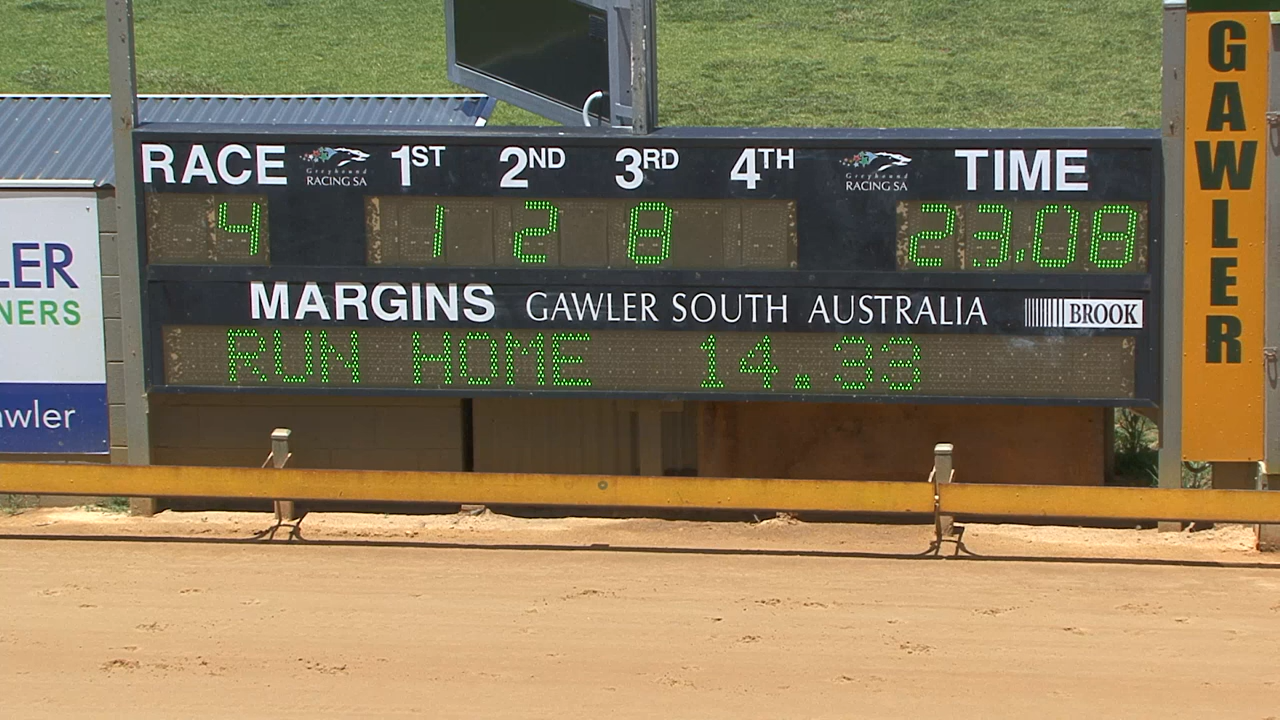 RACE Greyhound RACING SA 1ST 2ND 3RD 4TH Greyhound RACING SA TIME
4 1 2 8 23.08
MARGINS GAWLER SOUTH AUSTRALIA BROOK
RUN HOME 14.33
GAWLER
LER
NERS
awler